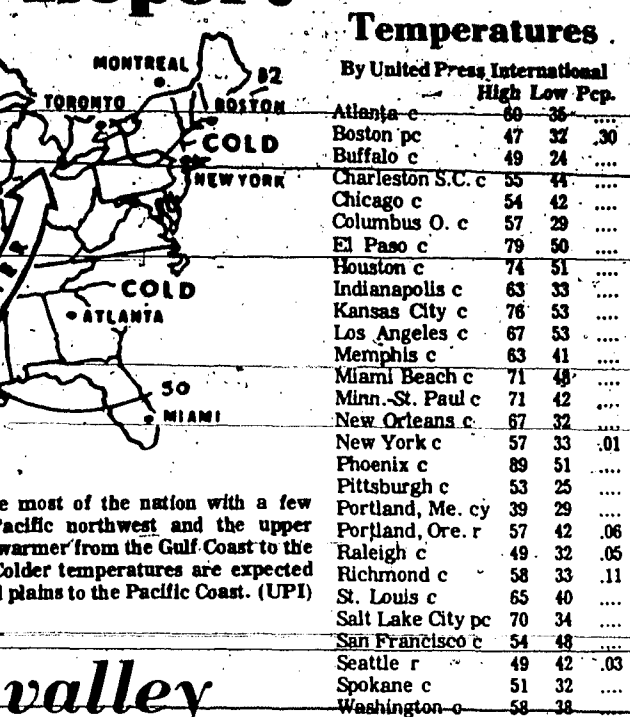 MONTREAL
32
TORONTO
BOSTON
COLD
NEW YORK
COLD
ATLANTA
50
MIAMI
e most of the nation with a few
Pacific northwest and the upper
warmer from the Gulf Coast to the
Colder temperatures are expected
plains to the Pacific Coast. (UPI)
valley
Temperatures
By United Press International
High Low Pcp.
Atlanta c 60 35 ....
Boston pc 47 32 .30
Buffalo c 49 24 ....
Charleston S.C. c 55 44 ....
Chicago c 54 42 ....
Columbus O. c 57 29 ....
El Paso c 79 50 ....
Houston c 74 51 ....
Indianapolis c 63 33 ....
Kansas City c 76 53 ....
Los Angeles c 67 53 ....
Memphis c 63 41 ....
Miami Beach c 71 48 ....
Minn.-St. Paul c 71 42 ....
New Orleans c 67 32 ....
New York c 57 33 .01
Phoenix c 89 51 ....
Pittsburgh c 53 25 ....
Portland, Me. cy 39 29 ....
Portland, Ore. r 57 42 .06
Raleigh c 49 32 .05
Richmond c 58 33 .11
St. Louis c 65 40 ....
Salt Lake City pc 70 34 ....
San Francisco c 54 48 ....
Seattle r 49 42 .03
Spokane c 51 32 ....
Washington c 58 38 ....